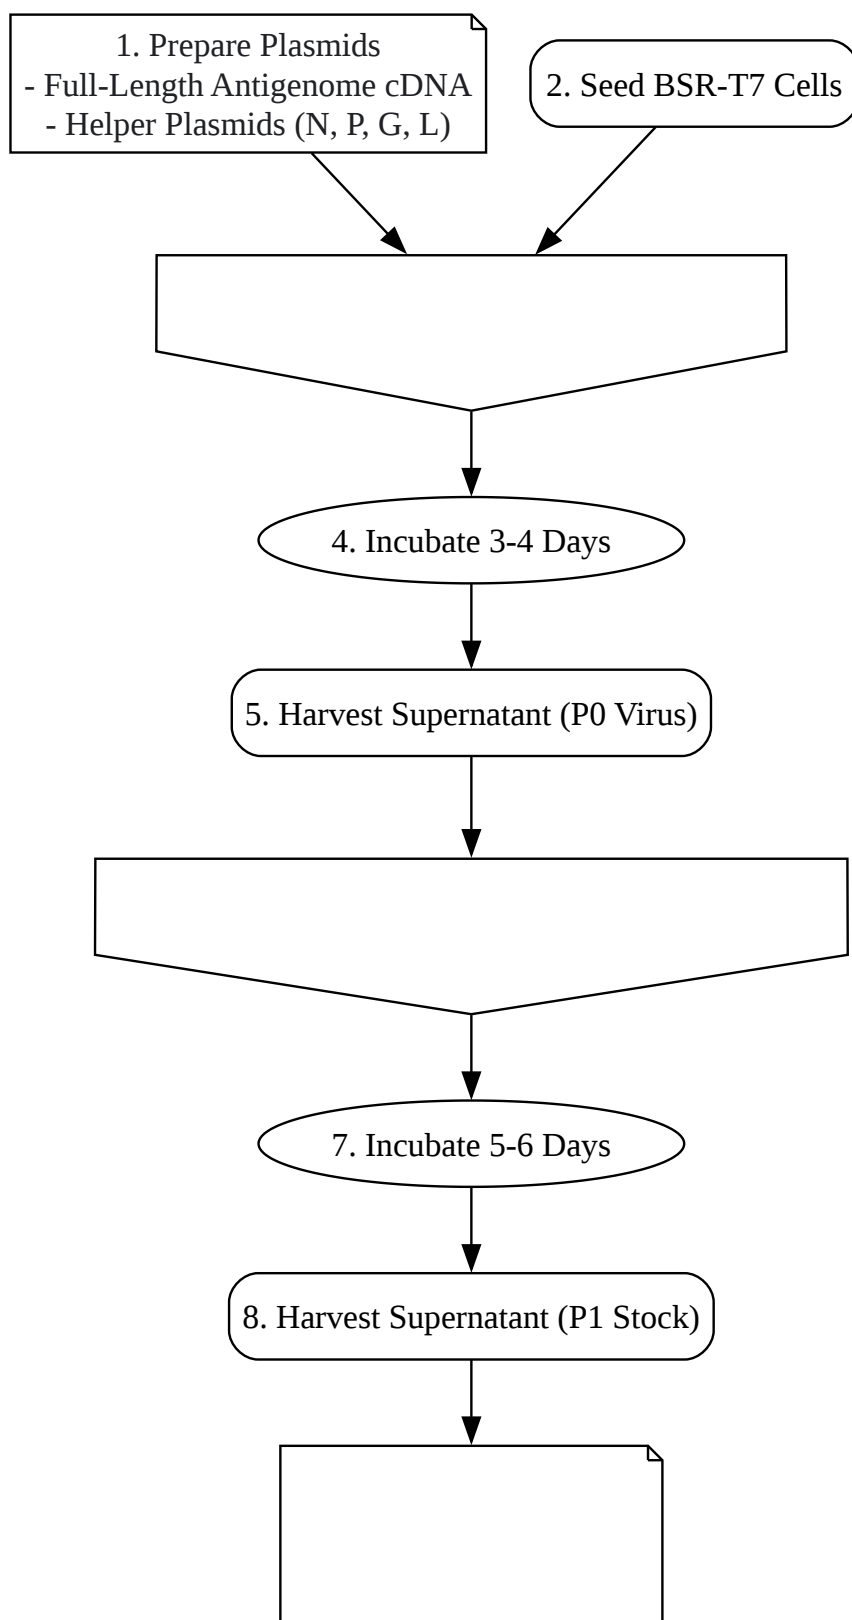 1. Prepare Plasmids
- Full-Length Antigenome cDNA
- Helper Plasmids (N, P, G, L)
2. Seed BSR-T7 Cells
4. Incubate 3-4 Days
5. Harvest Supernatant (P0 Virus)
7. Incubate 5-6 Days
8. Harvest Supernatant (P1 Stock)